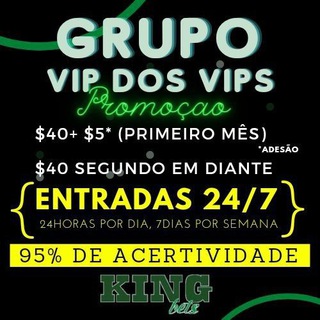 GRUPO
VIP DOS VIPS
Promoçao
$40+ $5* (PRIMEIRO MÊS)
*ADESÃO
$40 SEGUNDO EM DIANTE
ENTRADAS 24/7
24HORAS POR DIA, 7DIAS POR SEMANA
95% DE ACERTIVIDADE
KING
bets